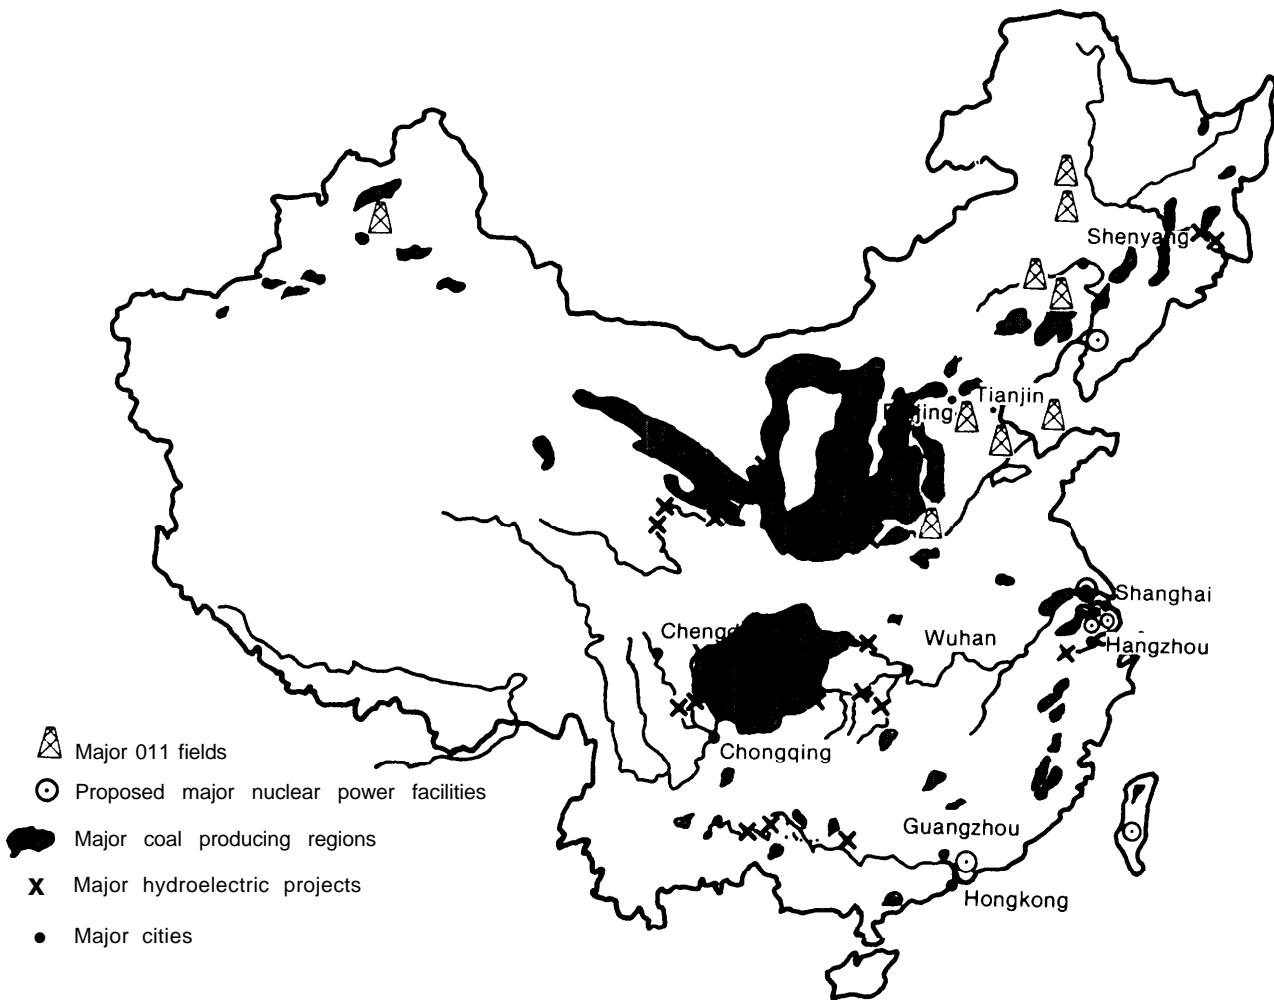 Shenyang
Tianjin
Shanghai
Wuhan
Hangzhou
Chongqing
Major 011 fields
Proposed major nuclear power facilities
Guangzhou
Major coal producing regions
Major hydroelectric projects
Hongkong
Major cities